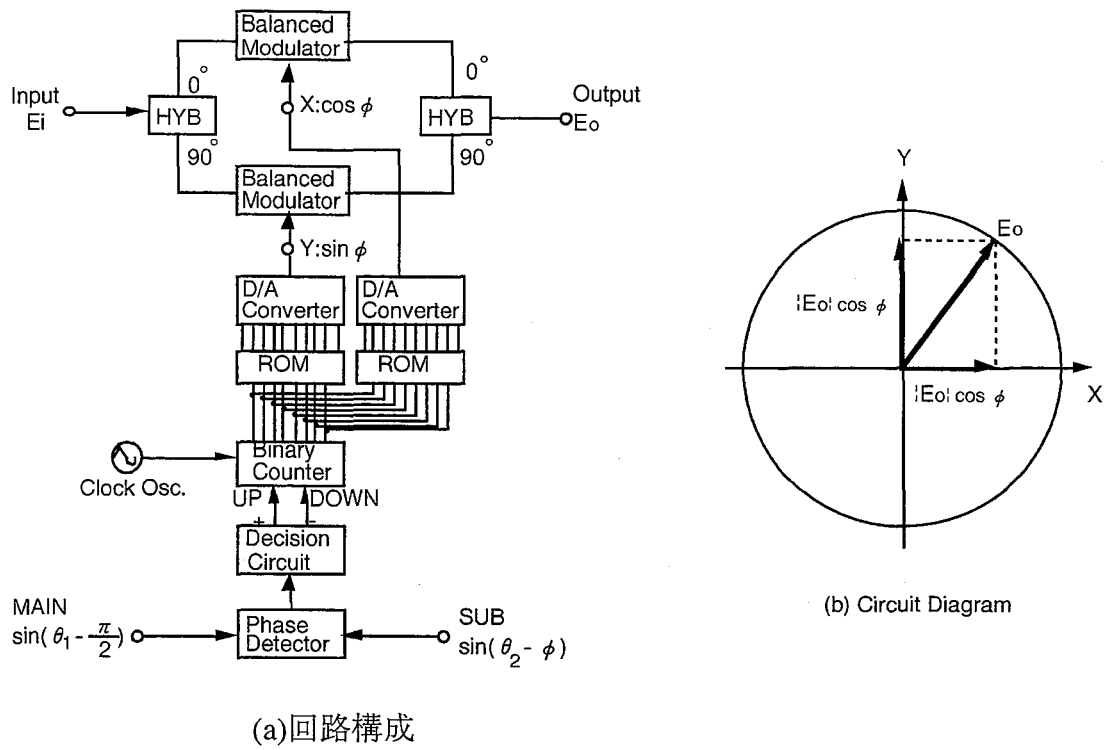 Balanced
Modulator
0°
0°
Input
Ei
HYB
X:cos φ
HYB
Output
Eo
90°
90°
Balanced
Modulator
Y:sin φ
D/A
Converter
D/A
Converter
ROM
ROM
Binary
Counter
Clock Osc.
UP
DOWN
+
−
Decision
Circuit
MAIN
sin(θ1 - π/2)
Phase
Detector
SUB
sin(θ2 - φ)
(a)回路構成
Y
Eo
|Eo| cos φ
|Eo| cos φ
X
(b) Circuit Diagram